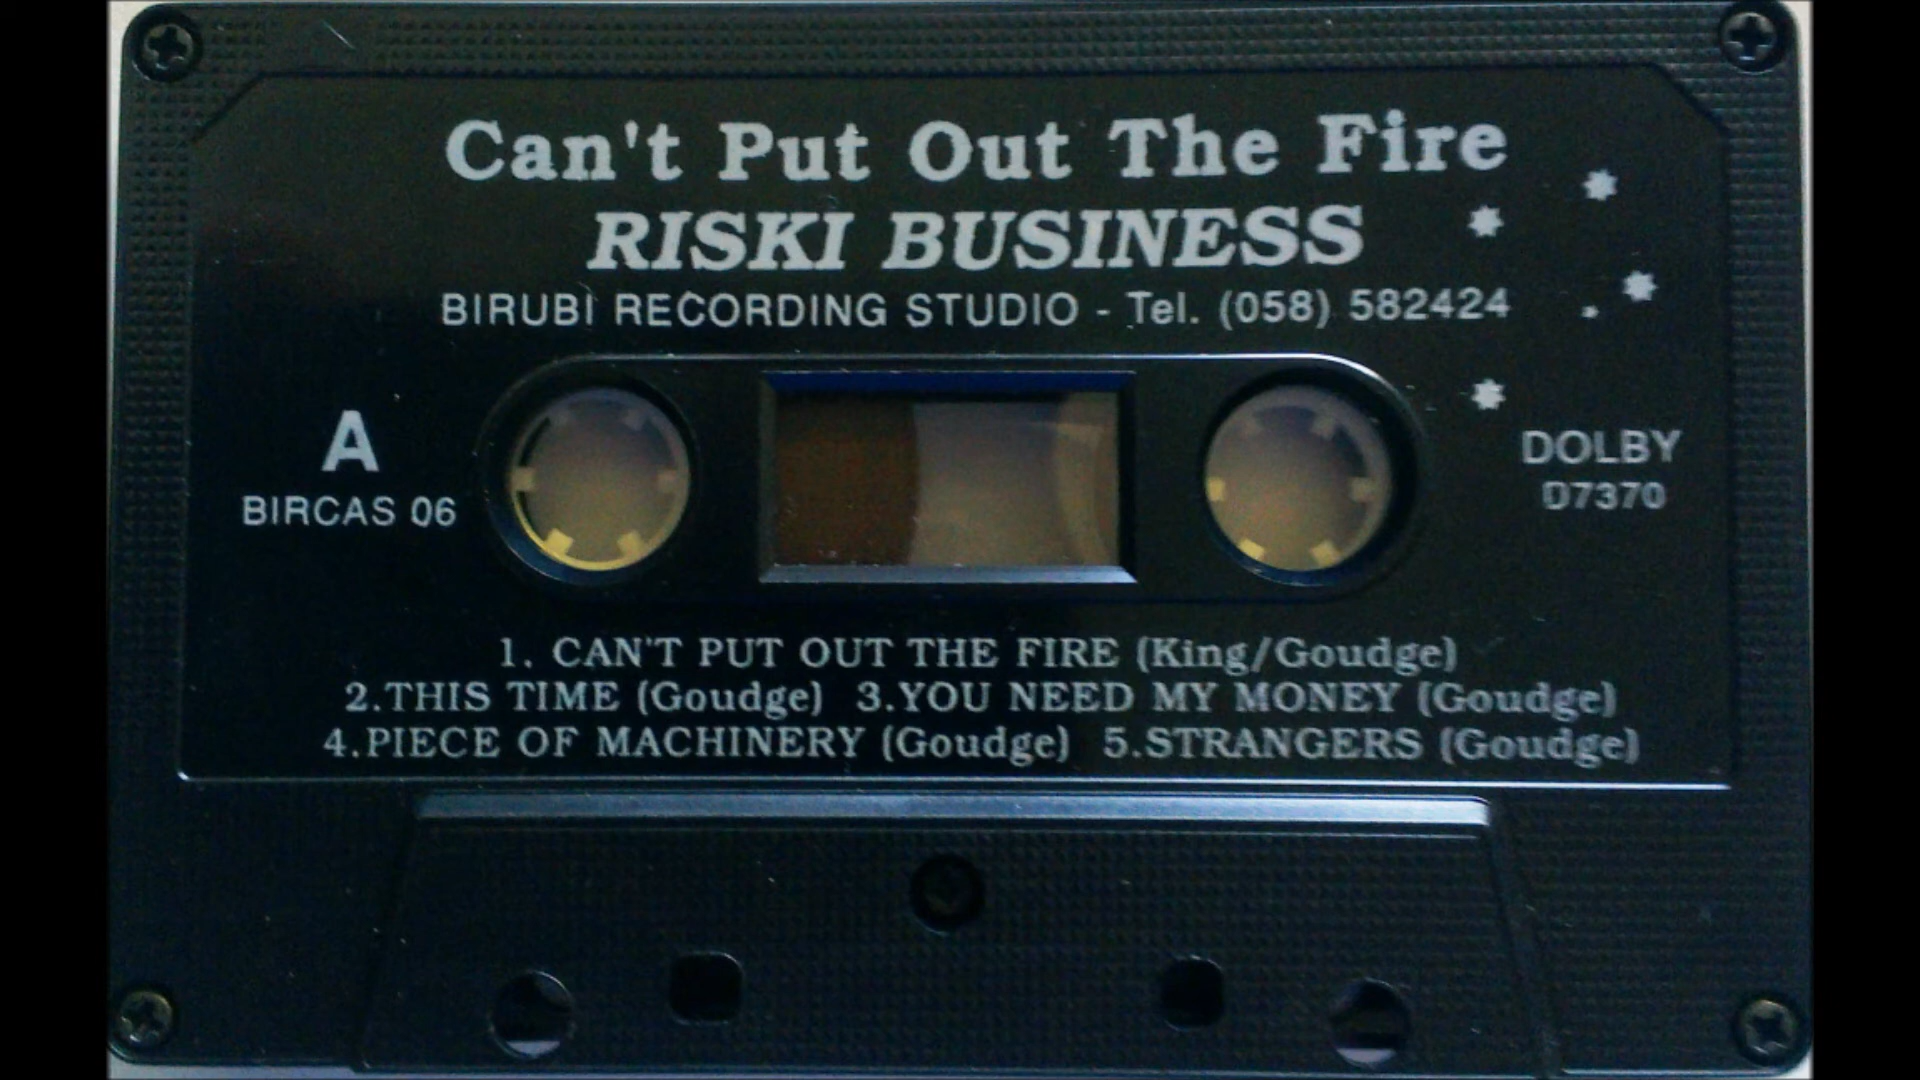 Can't Put Out The Fire
RISKI BUSINESS
BIRUBI RECORDING STUDIO - Tel. (058) 582424
A
BIRCAS 06
DOLBY
D7370
1. CAN'T PUT OUT THE FIRE (King/Goudge)
2.THIS TIME (Goudge) 3.YOU NEED MY MONEY (Goudge)
4.PIECE OF MACHINERY (Goudge) 5.STRANGERS (Goudge)